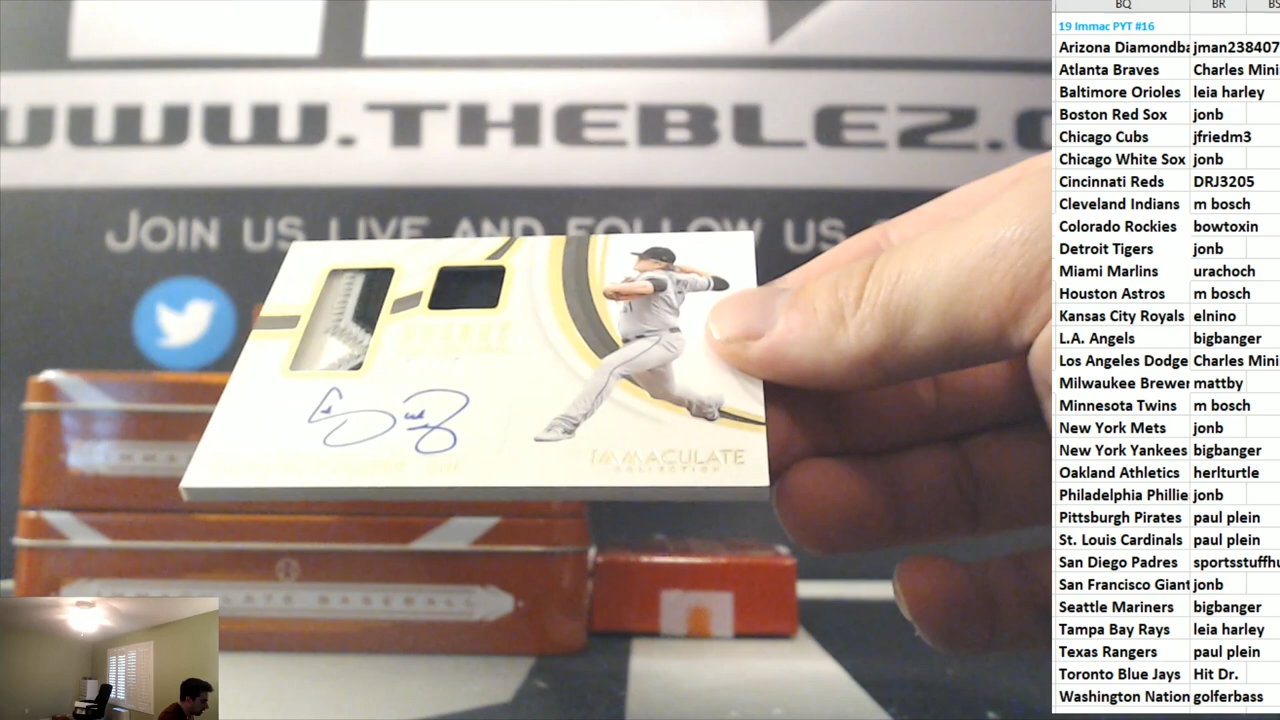 WWW.THEBLEZ.
JOIN US LIVE AND FOLLOW US
IMMACULATE
COLLECTION
BQ BR BS
19 Immac PYT #16
Arizona Diamondba jman238407
Atlanta Braves Charles Mini
Baltimore Orioles leia harley
Boston Red Sox jonb
Chicago Cubs jfriedm3
Chicago White Sox jonb
Cincinnati Reds DRJ3205
Cleveland Indians m bosch
Colorado Rockies bowtoxin
Detroit Tigers jonb
Miami Marlins urachoch
Houston Astros m bosch
Kansas City Royals elnino
L.A. Angels bigbanger
Los Angeles Dodge Charles Mini
Milwaukee Brewer mattby
Minnesota Twins m bosch
New York Mets jonb
New York Yankees bigbanger
Oakland Athletics herlturtle
Philadelphia Phillie jonb
Pittsburgh Pirates paul plein
St. Louis Cardinals paul plein
San Diego Padres sportsstuffhu
San Francisco Giant jonb
Seattle Mariners bigbanger
Tampa Bay Rays leia harley
Texas Rangers paul plein
Toronto Blue Jays Hit Dr.
Washington Nation golferbass